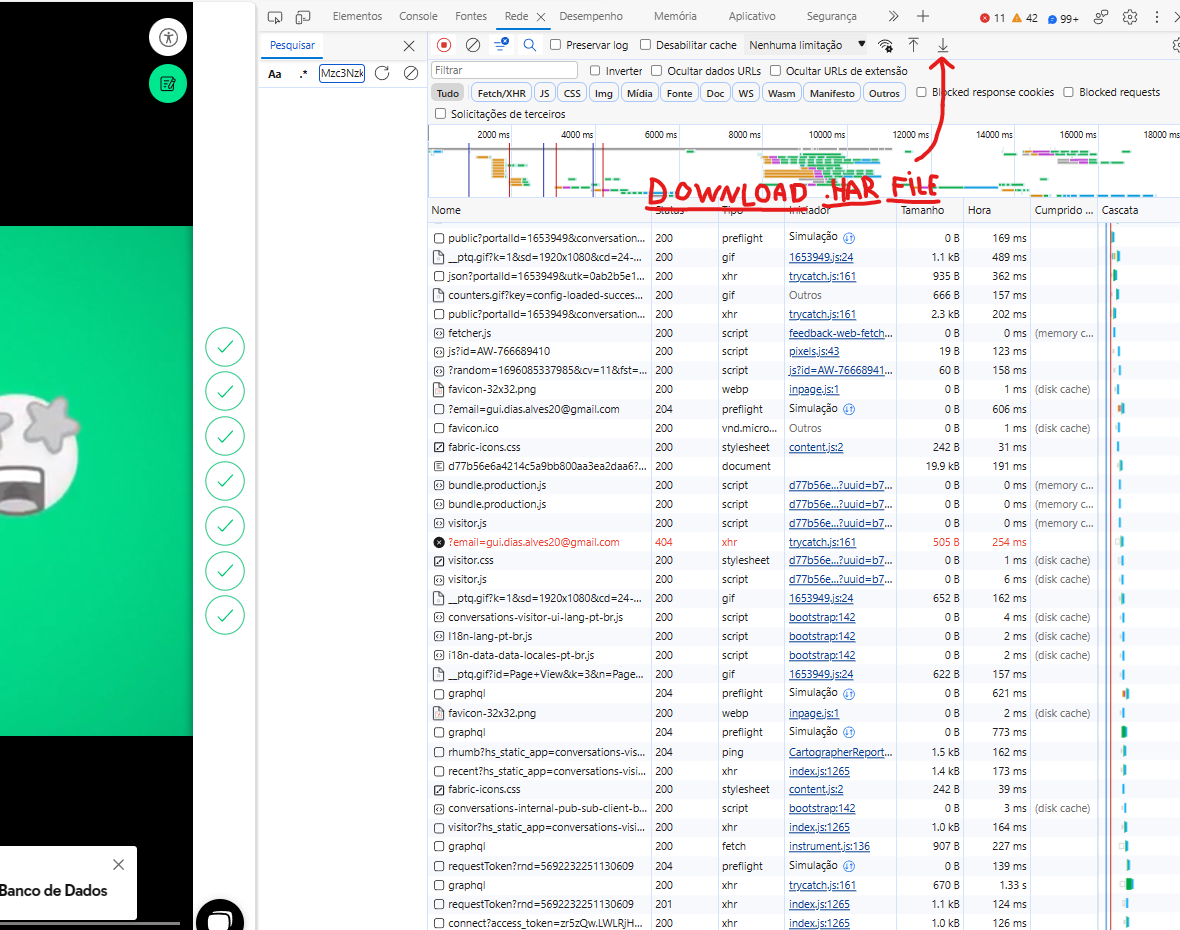 Elementos Console Fontes Rede Desempenho Memória Aplicativo Segurança 11 42 99+
Pesquisar
Preservar log Desabilitar cache Nenhuma limitação
Aa .* Mzc3Nzk
Filtrar Inverter Ocultar dados URLs Ocultar URLs de extensão
Tudo Fetch/XHR JS CSS Img Mídia Fonte Doc WS Wasm Manifesto Outros Blocked response cookies Blocked requests
Solicitações de terceiros
2000 ms 4000 ms 6000 ms 8000 ms 10000 ms 12000 ms 14000 ms 16000 ms 18000 ms
DOWNLOAD .HAR FILE
Nome Status Tipo Iniciador Tamanho Hora Cumprido ... Cascata
public?portalId=1653949&conversation... 200 preflight Simulação 0 B 169 ms
__ptq.gif?k=1&sd=1920x1080&cd=24-... 200 gif 1653949.js:24 1.1 kB 489 ms
json?portalId=1653949&utk=0ab2b5e1... 200 xhr trycatch.js:161 935 B 362 ms
counters.gif?key=config-loaded-succes... 200 gif Outros 666 B 157 ms
public?portalId=1653949&conversation... 200 xhr trycatch.js:161 2.3 kB 202 ms
fetcher.js 200 script feedback-web-fetch... 0 B 0 ms (memory c...
js?id=AW-766689410 200 script pixels.js:43 19 B 123 ms
?random=1696085337985&cv=11&fst=... 200 script js?id=AW-76668941... 60 B 158 ms
favicon-32x32.png 200 webp inpage.js:1 0 B 1 ms (disk cache)
?email=gui.dias.alves20@gmail.com 204 preflight Simulação 0 B 606 ms
favicon.ico 200 vnd.micro... Outros 0 B 1 ms (disk cache)
fabric-icons.css 200 stylesheet content.js:2 242 B 31 ms
d77b56e6a4214c5a9bb800aa3ea2daa6?... 200 document 19.9 kB 191 ms
bundle.production.js 200 script d77b56e...?uuid=b7... 0 B 0 ms (memory c...
bundle.production.js 200 script d77b56e...?uuid=b7... 0 B 0 ms (memory c...
visitor.js 200 script d77b56e...?uuid=b7... 0 B 0 ms (memory c...
?email=gui.dias.alves20@gmail.com 404 xhr trycatch.js:161 505 B 254 ms
visitor.css 200 stylesheet d77b56e...?uuid=b7... 0 B 1 ms (disk cache)
visitor.js 200 script d77b56e...?uuid=b7... 0 B 6 ms (disk cache)
__ptq.gif?k=1&sd=1920x1080&cd=24-... 200 gif 1653949.js:24 652 B 162 ms
conversations-visitor-ui-lang-pt-br.js 200 script bootstrap:142 0 B 4 ms (disk cache)
I18n-lang-pt-br.js 200 script bootstrap:142 0 B 2 ms (disk cache)
i18n-data-data-locales-pt-br.js 200 script bootstrap:142 0 B 2 ms (disk cache)
__ptq.gif?id=Page+View&k=3&n=Page... 200 gif 1653949.js:24 622 B 157 ms
graphql 204 preflight Simulação 0 B 621 ms
favicon-32x32.png 200 webp inpage.js:1 0 B 2 ms (disk cache)
graphql 204 preflight Simulação 0 B 773 ms
rhumb?hs_static_app=conversations-vis... 204 ping CartographerReport... 1.5 kB 162 ms
recent?hs_static_app=conversations-visi... 200 xhr index.js:1265 1.4 kB 173 ms
fabric-icons.css 200 stylesheet content.js:2 242 B 39 ms
conversations-internal-pub-sub-client-b... 200 script bootstrap:142 0 B 3 ms (disk cache)
visitor?hs_static_app=conversations-visi... 200 xhr index.js:1265 1.0 kB 164 ms
graphql 200 fetch instrument.js:136 907 B 227 ms
requestToken?rnd=5692232251130609 204 preflight Simulação 0 B 139 ms
graphql 200 xhr trycatch.js:161 670 B 1.33 s
requestToken?rnd=5692232251130609 201 xhr index.js:1265 1.1 kB 124 ms
connect?access_token=zr5zQw.LWLRjH... 200 xhr index.js:1265 1.0 kB 126 ms
Banco de Dados